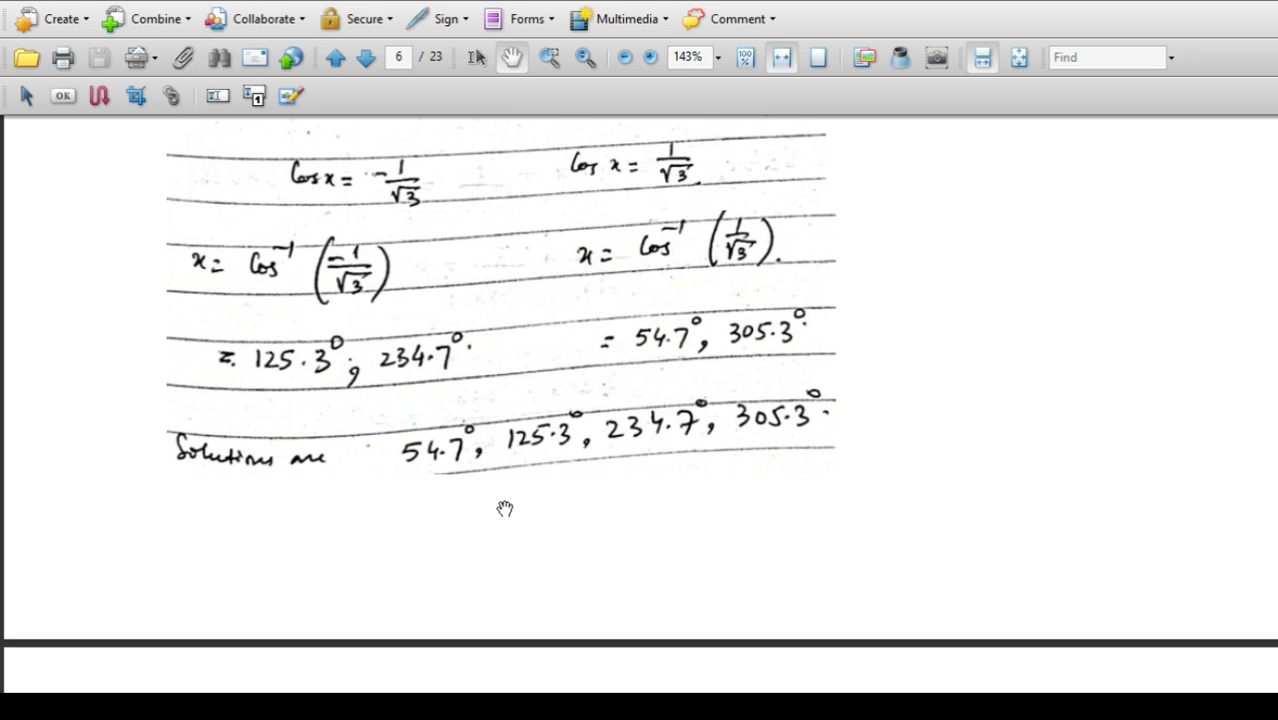 Create Combine Collaborate Secure Sign Forms Multimedia Comment
6 / 23 143% 100% Find
OK
Cos x = -1/√3 Cos x = 1/√3.
x = Cos⁻¹ (-1/√3) x = Cos⁻¹ (1/√3).
= 125.3°, 234.7°. = 54.7°, 305.3°.
Solutions are 54.7°, 125.3°, 234.7°, 305.3°.